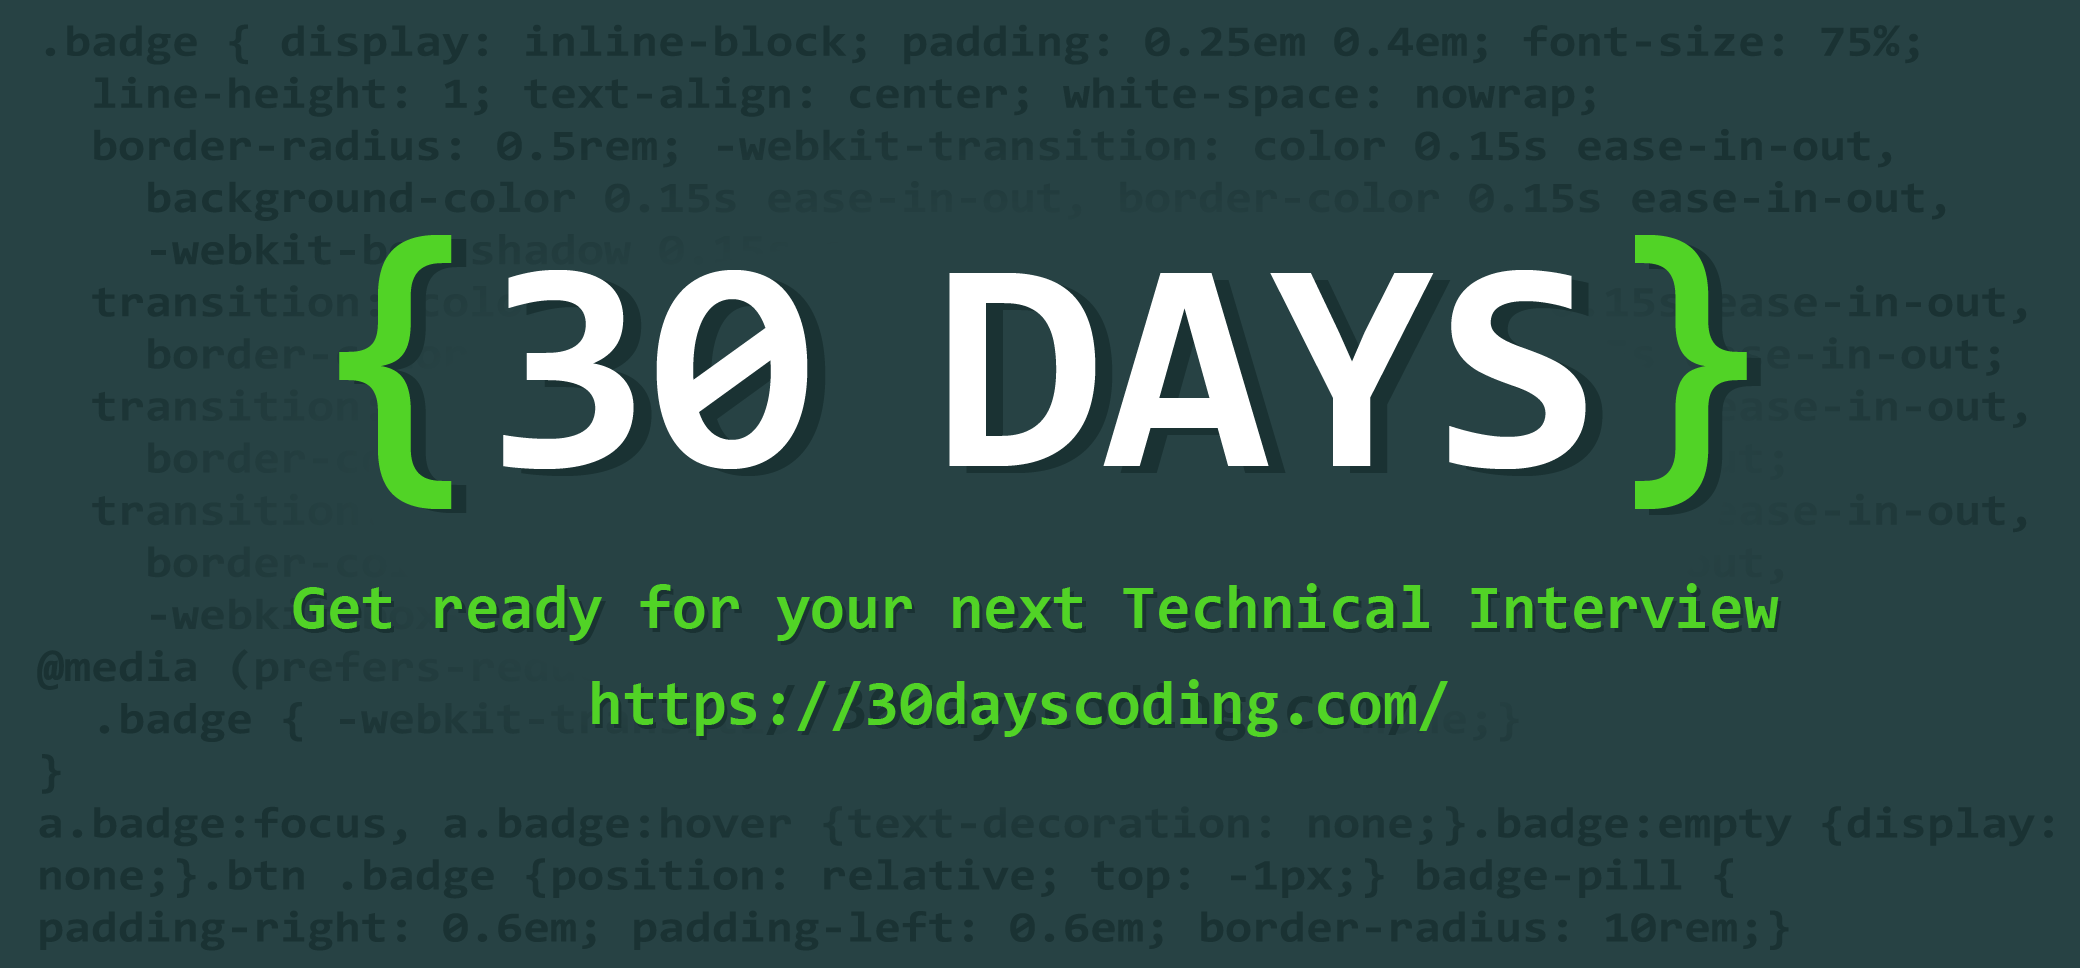 .badge { display: inline-block; padding: 0.25em 0.4em; font-size: 75%;
line-height: 1; text-align: center; white-space: nowrap;
border-radius: 0.5rem; -webkit-transition: color 0.15s ease-in-out,
background-color 0.15s ease-in-out, border-color 0.15s ease-in-out,
-webkit-b shadow 0.15s
transition: colo 15s ease-in-out,
border- se-in-out;
transition ease-in-out,
border-c t;
transition ease-in-out,
border-co out,
-webki
{30 DAYS}
Get ready for your next Technical Interview
@media (prefers-redu
https://30dayscoding.com/
.badge { -webkit-tr e;}
}
a.badge:focus, a.badge:hover {text-decoration: none;}.badge:empty {display:
none;}.btn .badge {position: relative; top: -1px;} badge-pill {
padding-right: 0.6em; padding-left: 0.6em; border-radius: 10rem;}